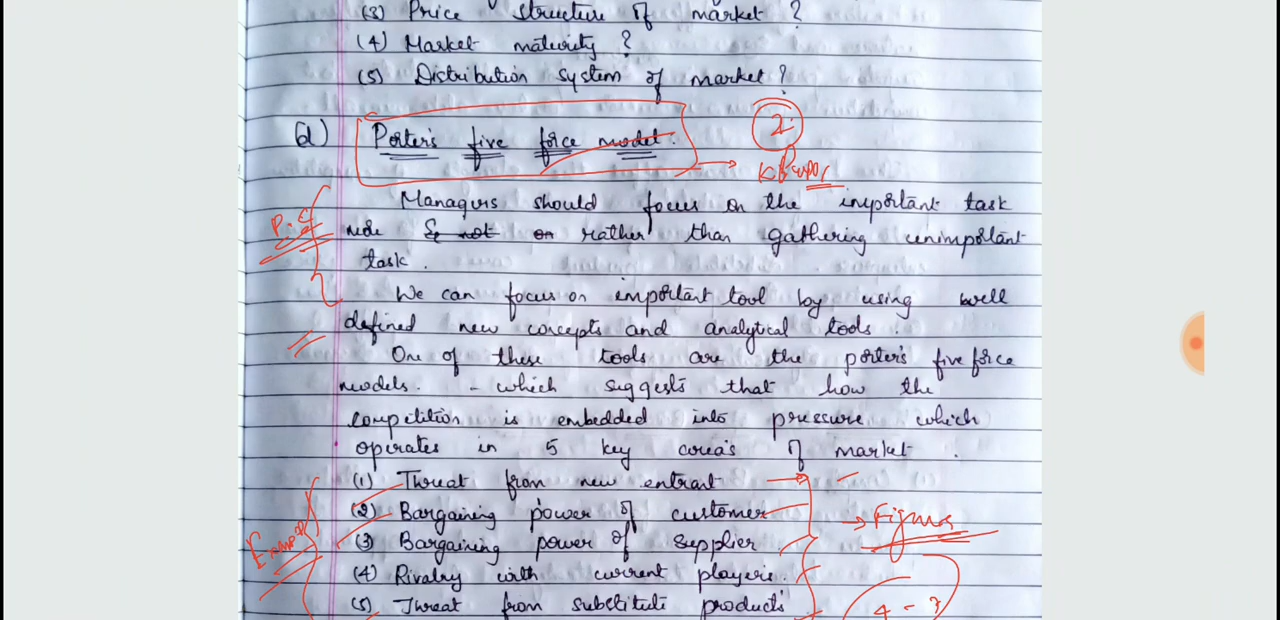 (3) Price structure of market ?
(4) Market maturity ?
(5) Distribution system of market ?
d) Porter's five force model.
2
Managers should focus on the important task
now & not on rather than gathering unimportant
task.
We can focus on important tool by using well
defined new concepts and analytical tools.
One of these tools are the porter's five force
models. - which suggests that how the
competition is embedded into pressure which
operates in 5 key area's of market.
(1) Threat from new entrant
(2) Bargaining power of customer
(3) Bargaining power of supplier
→ Figures
(4) Rivalry with current players.
(5) Threat from substitute products